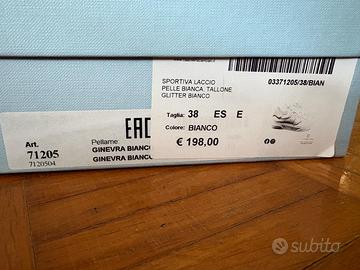 SPORTIVA LACCIO
PELLE BIANCA TALLONE
GLITTER BIANCO
03371205/38/BIAN
Taglia: 38 ES E
Colore: BIANCO
€ 198,00
EAC
Art.
71205
7120504
Pellame:
GINEVRA BIANCO
GINEVRA BIANCO
subito